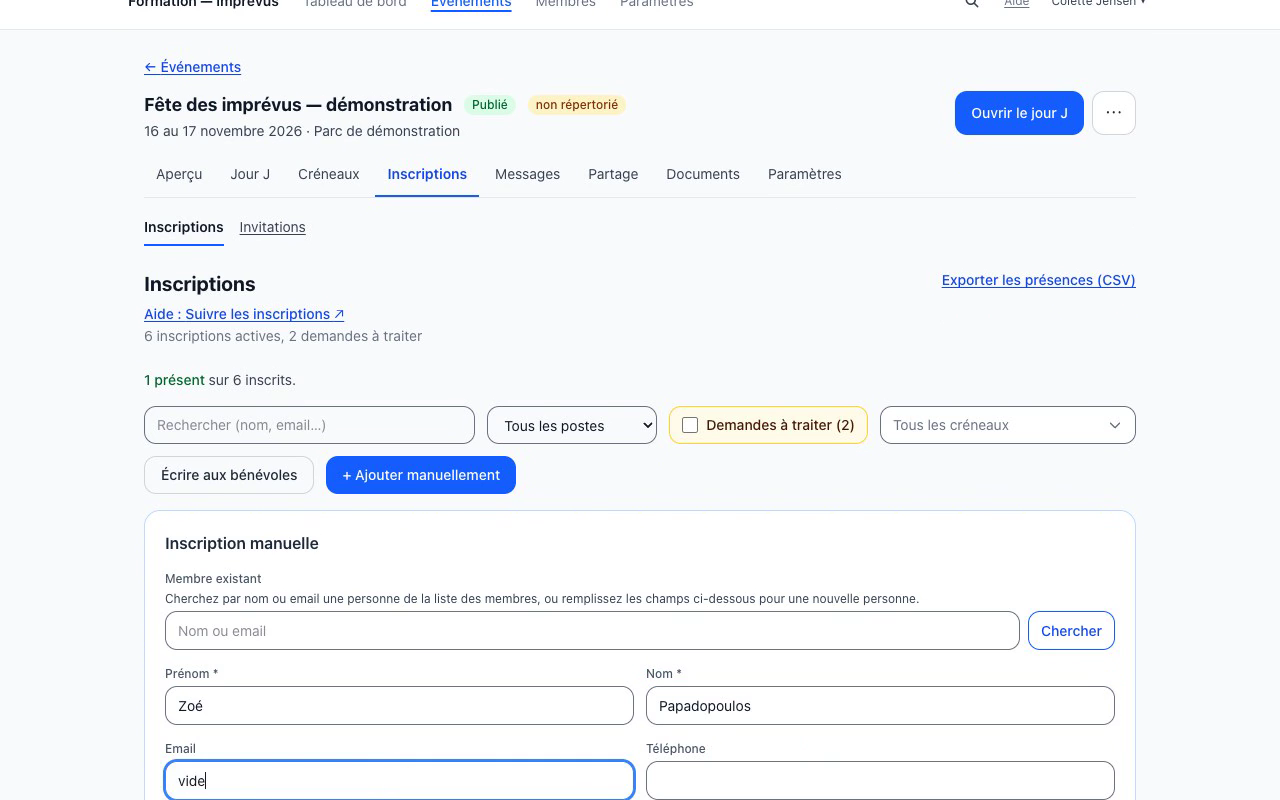 Formation — Imprévus Tableau de bord Événements Membres Paramètres Aide Colette Jensen ▾
← Événements
Fête des imprévus — démonstration Publié non répertorié
16 au 17 novembre 2026 · Parc de démonstration
Ouvrir le jour J ···
Aperçu Jour J Créneaux Inscriptions Messages Partage Documents Paramètres
Inscriptions Invitations
Inscriptions Exporter les présences (CSV)
Aide : Suivre les inscriptions ↗
6 inscriptions actives, 2 demandes à traiter
1 présent sur 6 inscrits.
Rechercher (nom, email...) Tous les postes Demandes à traiter (2) Tous les créneaux
Écrire aux bénévoles + Ajouter manuellement
Inscription manuelle
Membre existant
Cherchez par nom ou email une personne de la liste des membres, ou remplissez les champs ci-dessous pour une nouvelle personne.
Nom ou email Chercher
Prénom * Nom *
Zoé Papadopoulos
Email Téléphone
vide